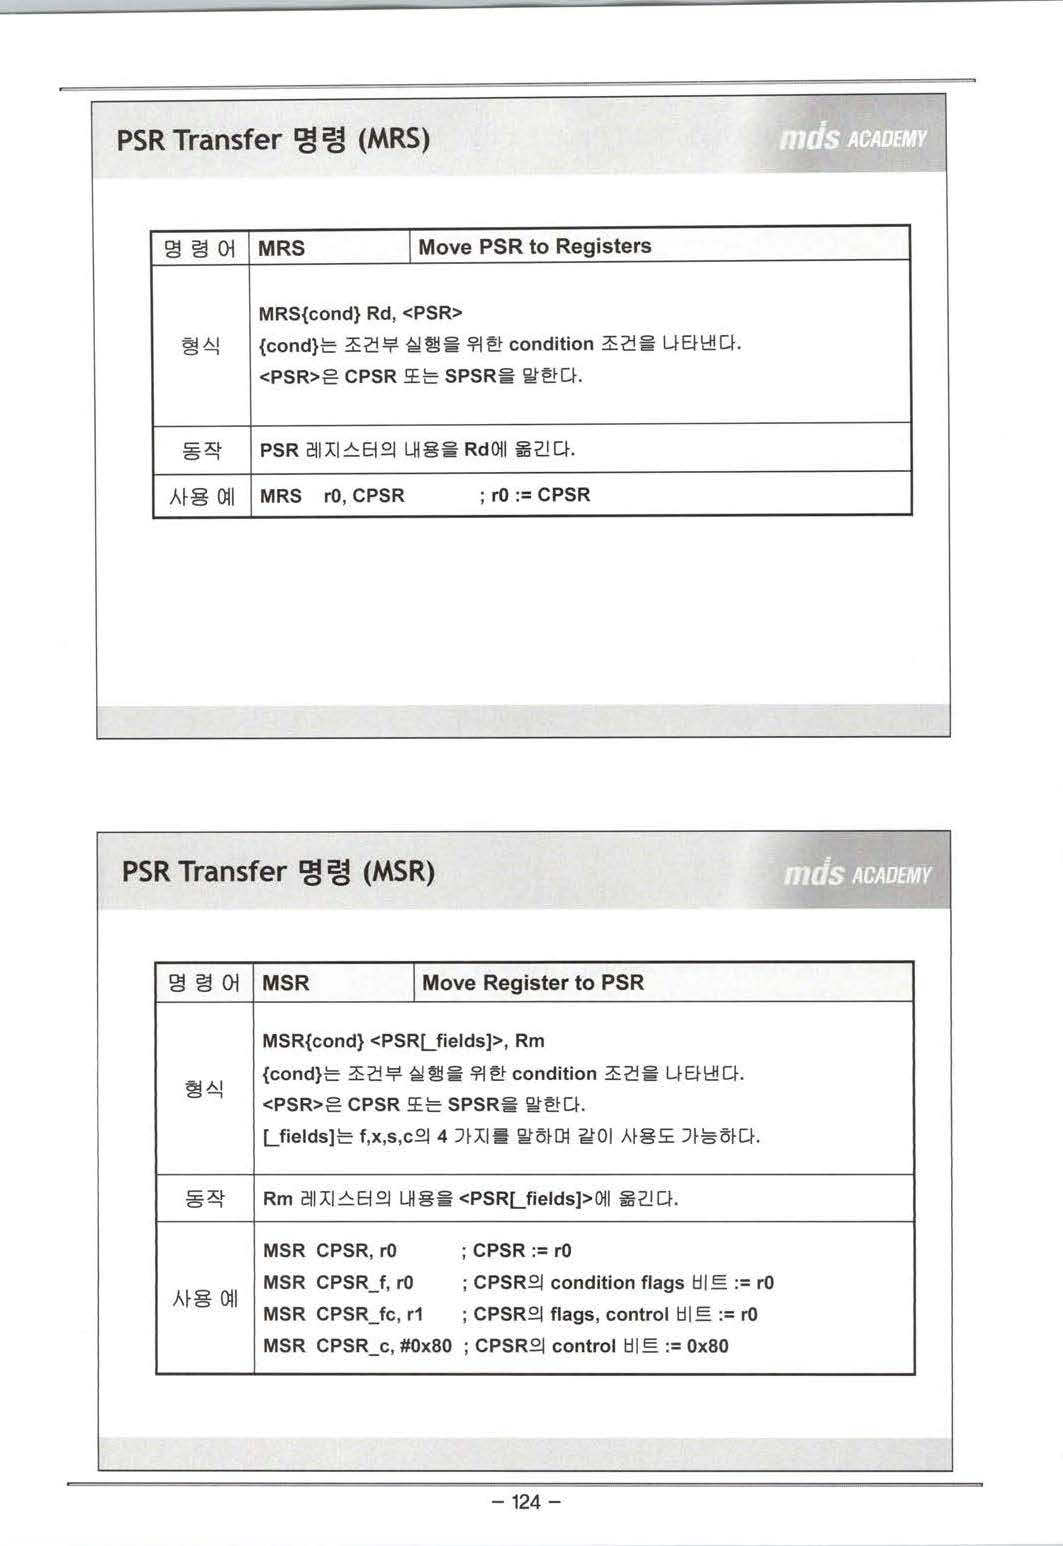 PSR Transfer 명령 (MRS)
mds ACADEMY
명 령 어 MRS Move PSR to Registers
형식
MRS{cond} Rd, <PSR>
{cond}는 조건부 실행을 위한 condition 조건을 나타낸다.
<PSR>은 CPSR 또는 SPSR을 말한다.
동작 PSR 레지스터의 내용을 Rd에 옮긴다.
사용 예 MRS r0, CPSR ; r0 := CPSR
PSR Transfer 명령 (MSR)
mds ACADEMY
명 령 어 MSR Move Register to PSR
형식
MSR{cond} <PSR[_fields]>, Rm
{cond}는 조건부 실행을 위한 condition 조건을 나타낸다.
<PSR>은 CPSR 또는 SPSR을 말한다.
[_fields]는 f,x,s,c의 4 가지를 말하며 같이 사용도 가능하다.
동작 Rm 레지스터의 내용을 <PSR[_fields]>에 옮긴다.
사용 예
MSR CPSR, r0 ; CPSR := r0
MSR CPSR_f, r0 ; CPSR의 condition flags 비트 := r0
MSR CPSR_fc, r1 ; CPSR의 flags, control 비트 := r0
MSR CPSR_c, #0x80 ; CPSR의 control 비트 := 0x80
– 124 –